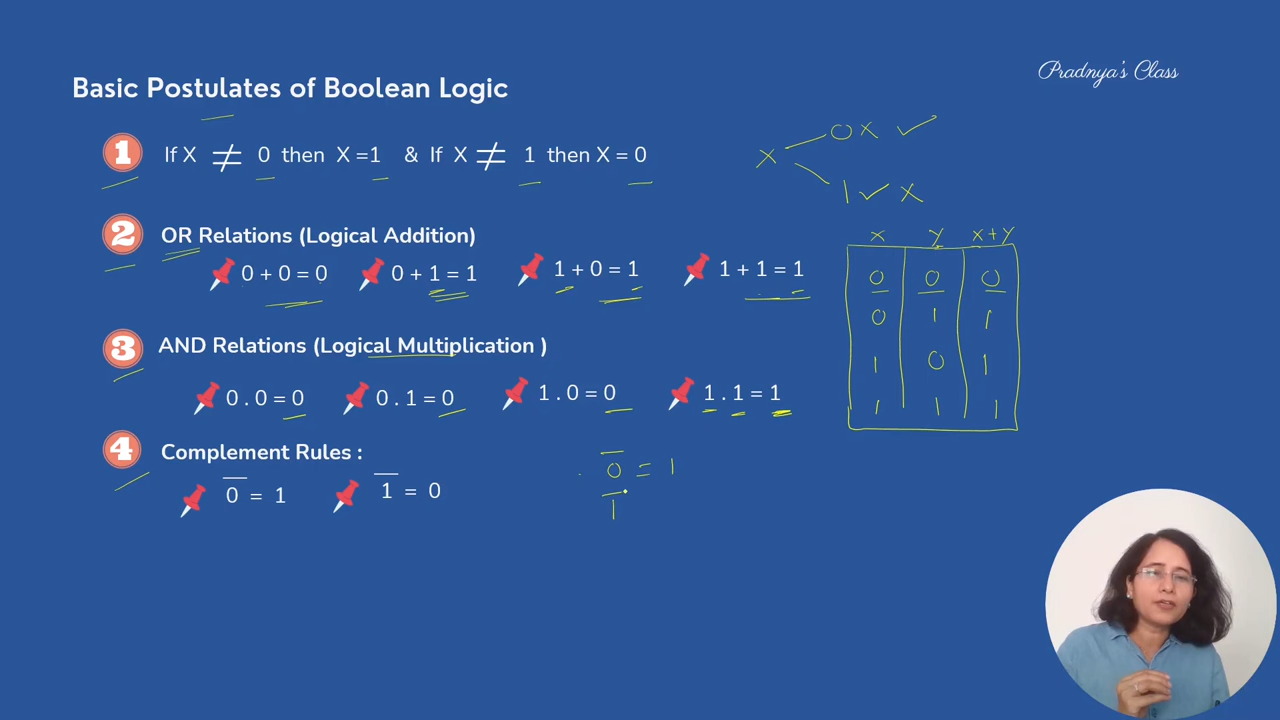 Pradnya's Class
Basic Postulates of Boolean Logic
1 If X ≠ 0 then X =1 & If X ≠ 1 then X = 0
X 0 X ✓
1 ✓ X
2 OR Relations (Logical Addition)
0 + 0 = 0 0 + 1 = 1 1 + 0 = 1 1 + 1 = 1
x y x+y
0 0 0
0 1 1
1 0 1
1 1 1
3 AND Relations (Logical Multiplication )
0 . 0 = 0 0 . 1 = 0 1 . 0 = 0 1 . 1 = 1
4 Complement Rules :
0̅ = 1 1̅ = 0
0̅ = 1
1̅